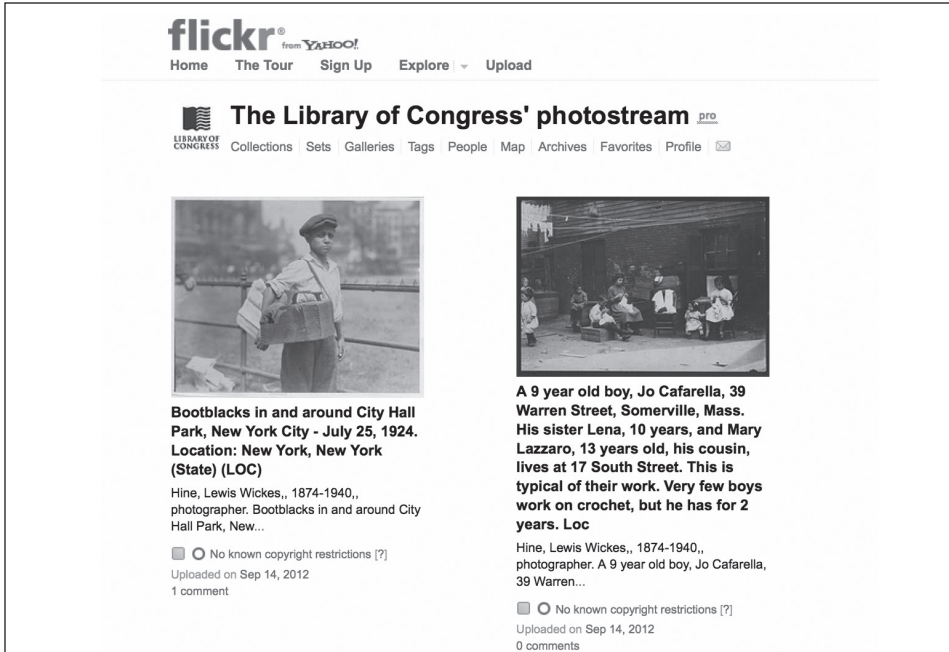 flickr® from YAHOO!
Home The Tour Sign Up Explore Upload
LIBRARY OF
CONGRESS
The Library of Congress' photostream pro
Collections Sets Galleries Tags People Map Archives Favorites Profile
Bootblacks in and around City Hall
Park, New York City - July 25, 1924.
Location: New York, New York
(State) (LOC)
Hine, Lewis Wickes,, 1874-1940,,
photographer. Bootblacks in and around City
Hall Park, New...
No known copyright restrictions [?]
Uploaded on Sep 14, 2012
1 comment
A 9 year old boy, Jo Cafarella, 39
Warren Street, Somerville, Mass.
His sister Lena, 10 years, and Mary
Lazzaro, 13 years old, his cousin,
lives at 17 South Street. This is
typical of their work. Very few boys
work on crochet, but he has for 2
years. Loc
Hine, Lewis Wickes,, 1874-1940,,
photographer. A 9 year old boy, Jo Cafarella,
39 Warren...
No known copyright restrictions [?]
Uploaded on Sep 14, 2012
0 comments